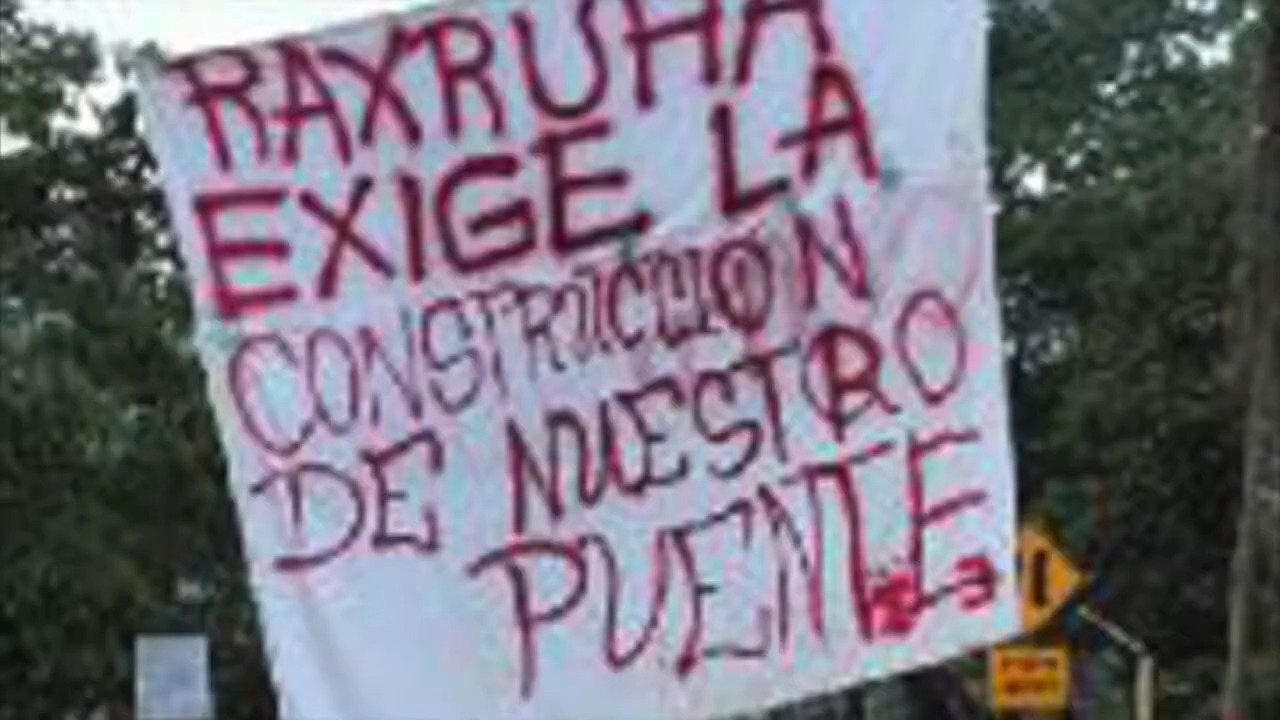 RAXRUHA
EXIGE LA
CONSTRUCCION
DE NUESTRO
PUENTE